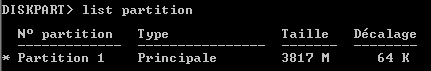 DISKPART> list partition
N° partition Type Taille Décalage
------------- ---------------- ------- --------
* Partition 1 Principale 3817 M 64 K